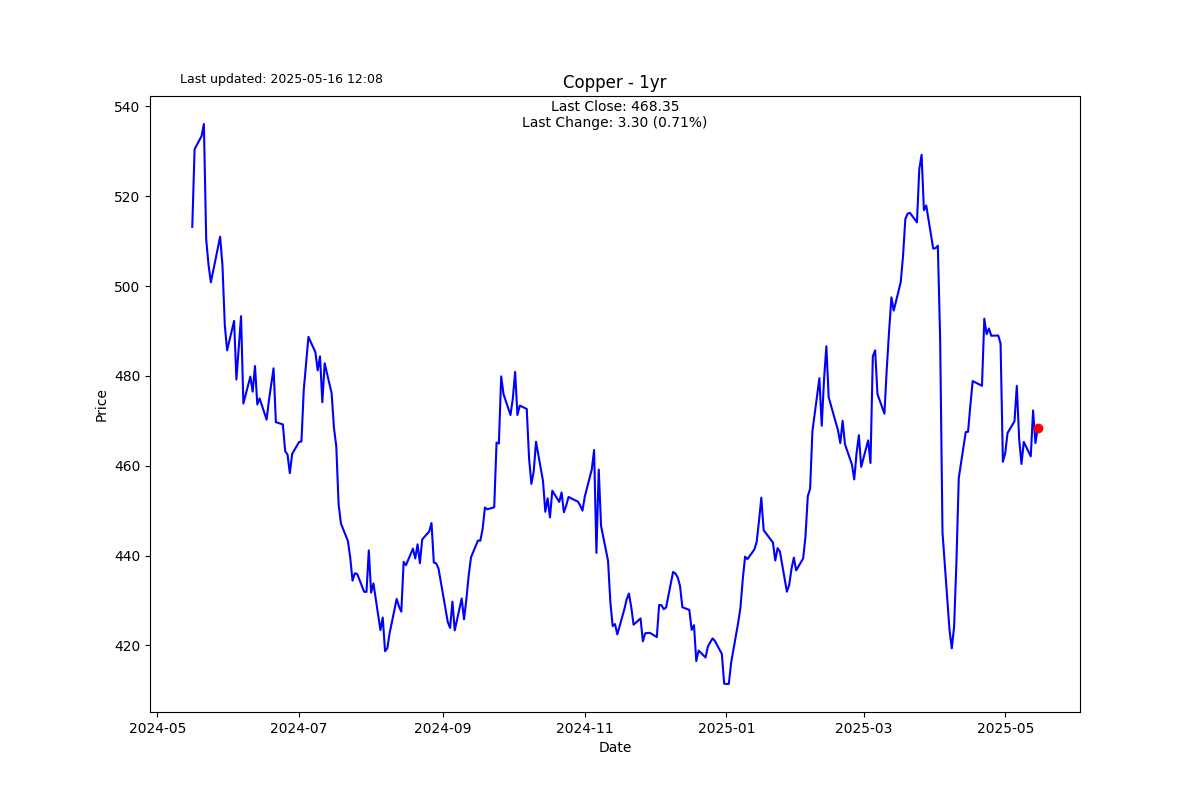 Last updated: 2025-05-16 12:08
Copper - 1yr
Last Close: 468.35
Last Change: 3.30 (0.71%)
Price
540
520
500
480
460
440
420
2024-05
2024-07
2024-09
2024-11
2025-01
2025-03
2025-05
Date